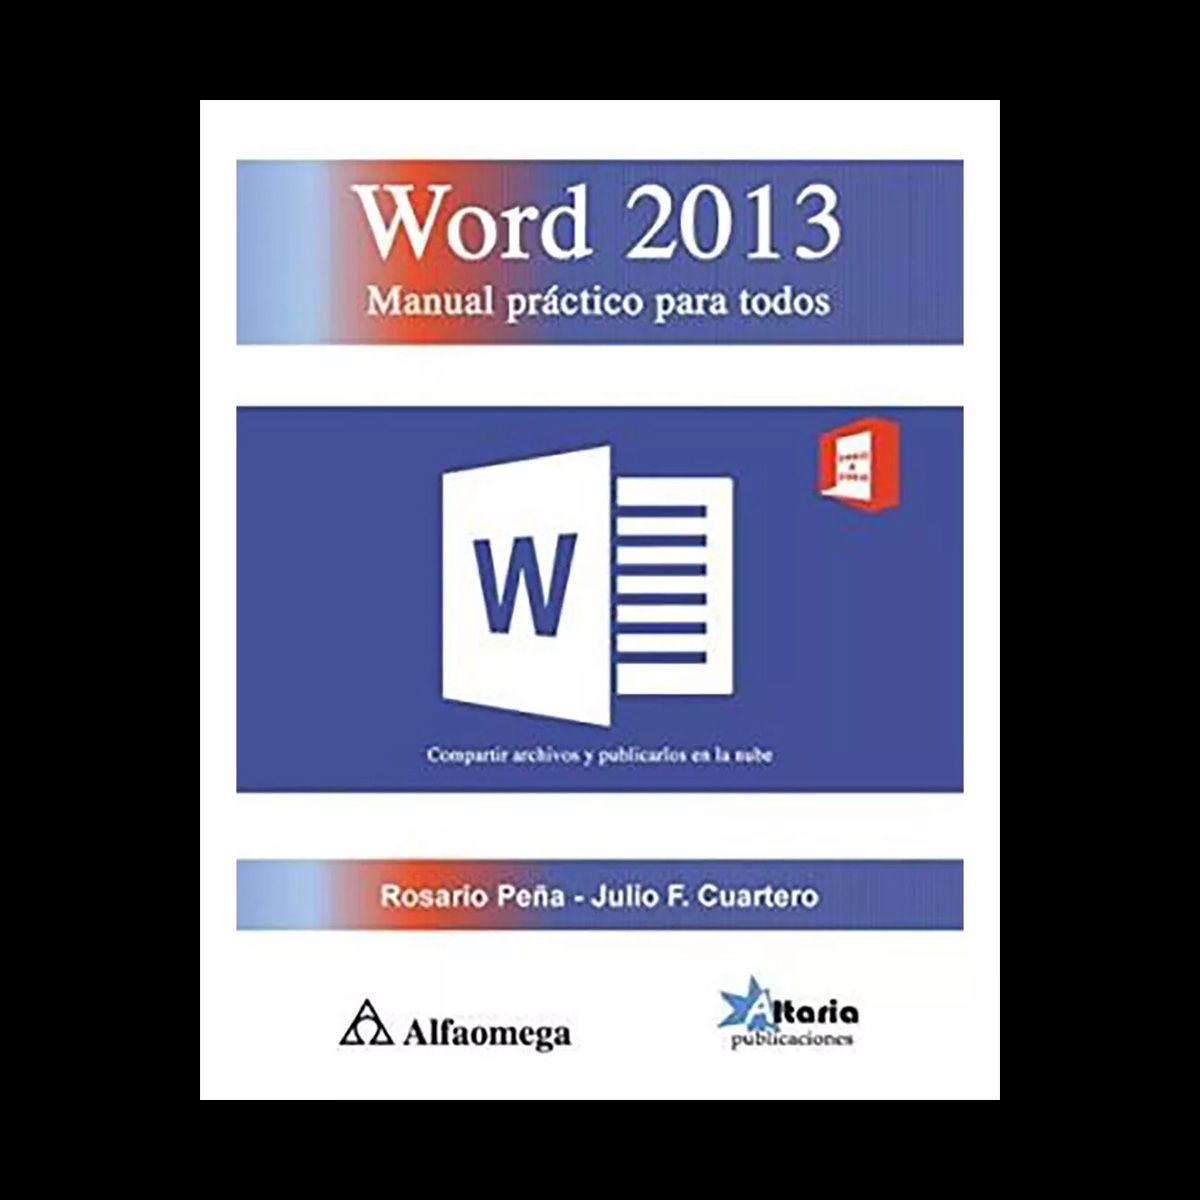 Word 2013
Manual práctico para todos
W
Compartir archivos y publicarlos en la nube
Rosario Peña - Julio F. Cuartero
Alfaomega
Altaria
publicaciones